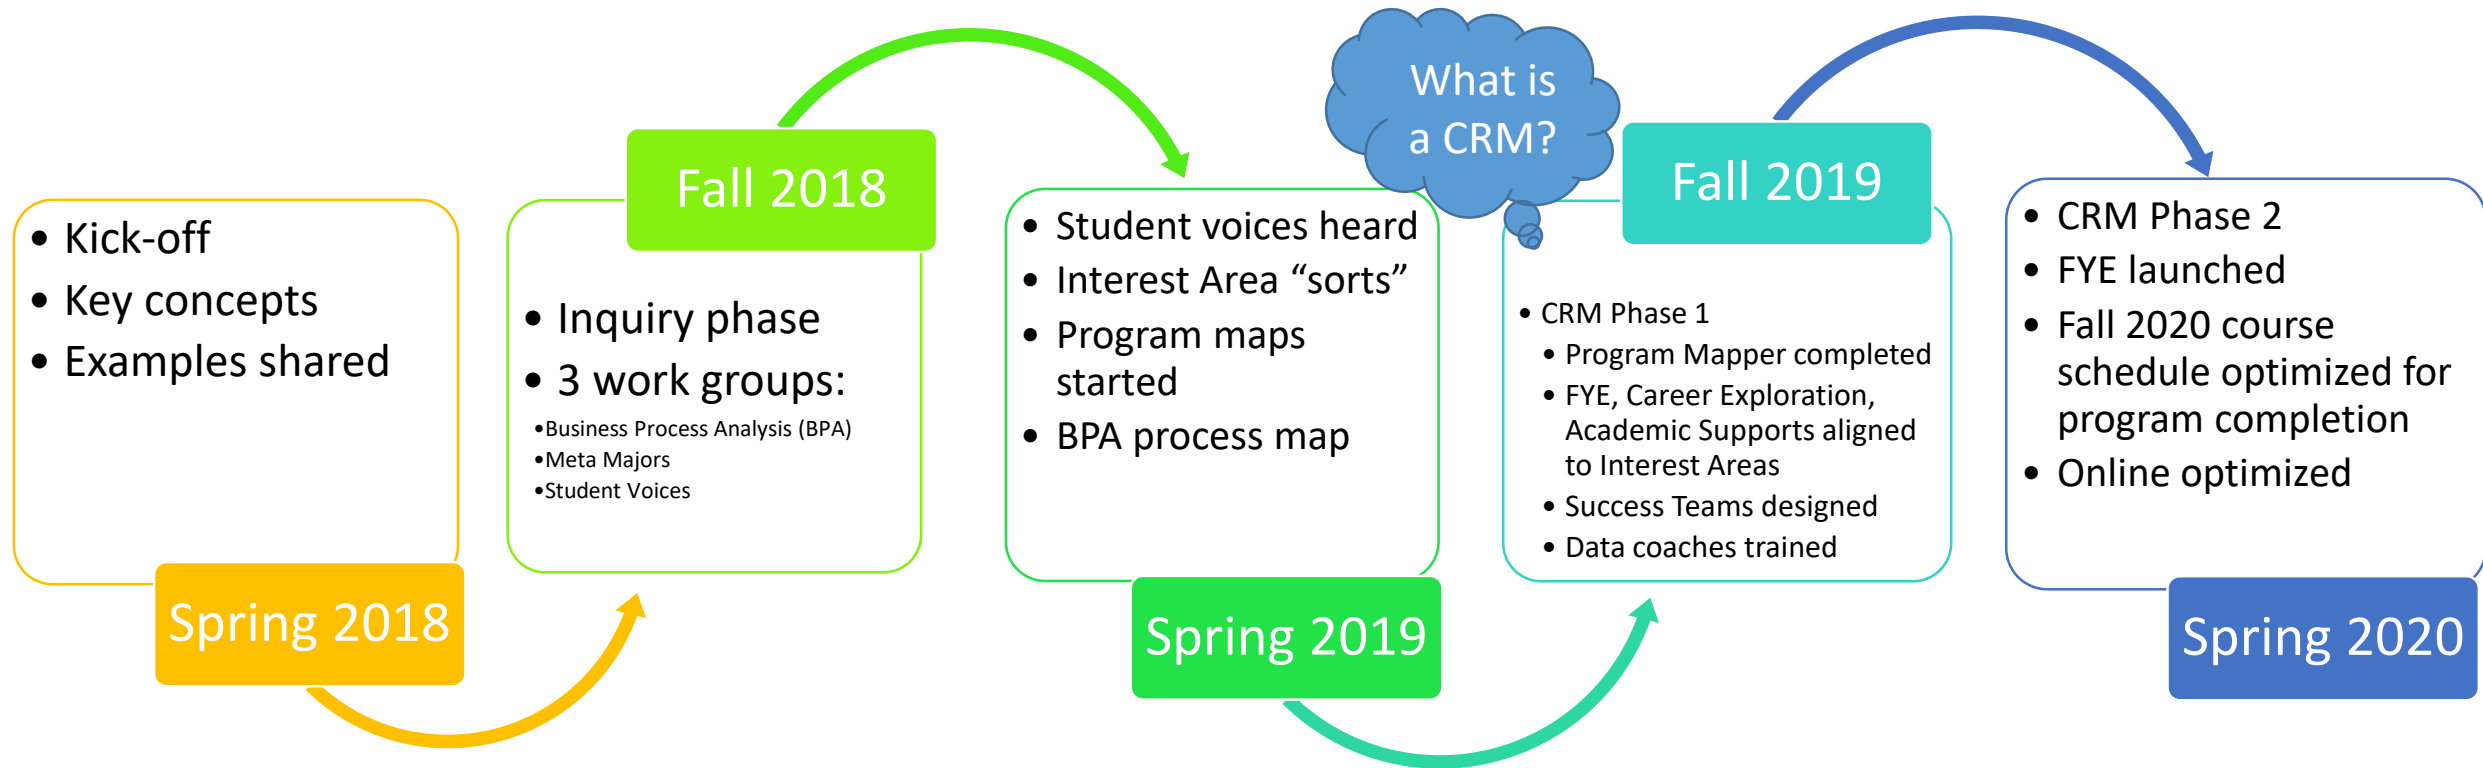 • Kick-off
• Key concepts
• Examples shared
Spring 2018
Fall 2018
• Inquiry phase
• 3 work groups:
•Business Process Analysis (BPA)
•Meta Majors
•Student Voices
• Student voices heard
• Interest Area “sorts”
• Program maps
started
• BPA process map
Spring 2019
What is
a CRM?
Fall 2019
• CRM Phase 1
• Program Mapper completed
• FYE, Career Exploration,
Academic Supports aligned
to Interest Areas
• Success Teams designed
• Data coaches trained
• CRM Phase 2
• FYE launched
• Fall 2020 course
schedule optimized for
program completion
• Online optimized
Spring 2020